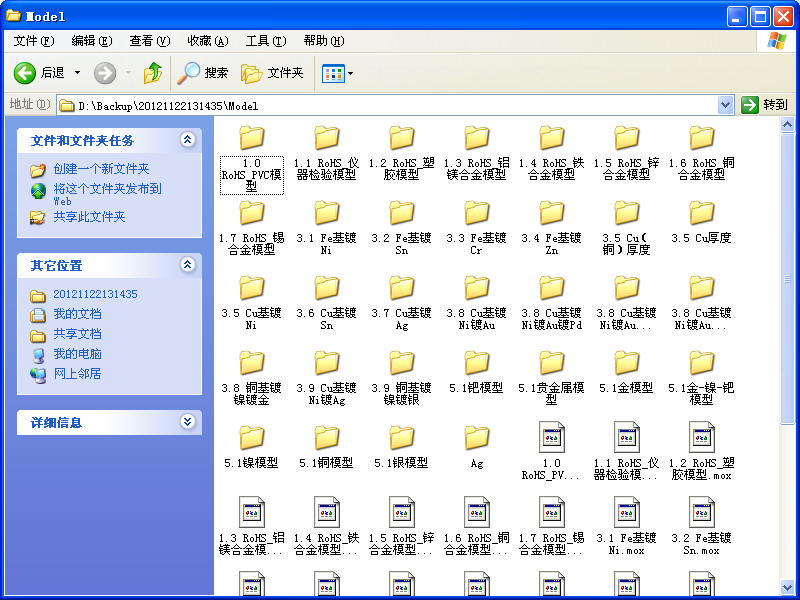 Model
文件(F) 编辑(E) 查看(V) 收藏(A) 工具(T) 帮助(H)
后退 搜索 文件夹
地址(D) D:\Backup\20121122131435\Model 转到
文件和文件夹任务
创建一个新文件夹
将这个文件夹发布到
Web
共享此文件夹
其它位置
20121122131435
我的文档
共享文档
我的电脑
网上邻居
详细信息
1.0
RoHS_PVC模
型
1.1 RoHS_仪
器检验模型
1.2 RoHS_塑
胶模型
1.3 RoHS_铝
镁合金模型
1.4 RoHS_铁
合金模型
1.5 RoHS_锌
合金模型
1.6 RoHS_铜
合金模型
1.7 RoHS_锡
合金模型
3.1 Fe基镀
Ni
3.2 Fe基镀
Sn
3.3 Fe基镀
Cr
3.4 Fe基镀
Zn
3.5 Cu(
铜)厚度
3.5 Cu厚度
3.5 Cu基镀
Ni
3.6 Cu基镀
Sn
3.7 Cu基镀
Ag
3.8 Cu基镀
Ni镀Au
3.8 Cu基镀
Ni镀Au镀Pd
3.8 Cu基镀
Ni镀Au...
3.8 Cu基镀
Ni镀Au...
3.8 铜基镀
镍镀金
3.9 Cu基镀
Ni镀Ag
3.9 铜基镀
镍镀银
5.1钯模型
5.1贵金属模
型
5.1金模型
5.1金-镍-钯
模型
5.1镍模型
5.1铜模型
5.1银模型
Ag
1.0
RoHS_PV...
1.1 RoHS_仪
器检验模...
1.2 RoHS_塑
胶模型.mox
1.3 RoHS_铝
镁合金模...
1.4 RoHS_铁
合金模型...
1.5 RoHS_锌
合金模型...
1.6 RoHS_铜
合金模型...
1.7 RoHS_锡
合金模型...
3.1 Fe基镀
Ni.mox
3.2 Fe基镀
Sn.mox